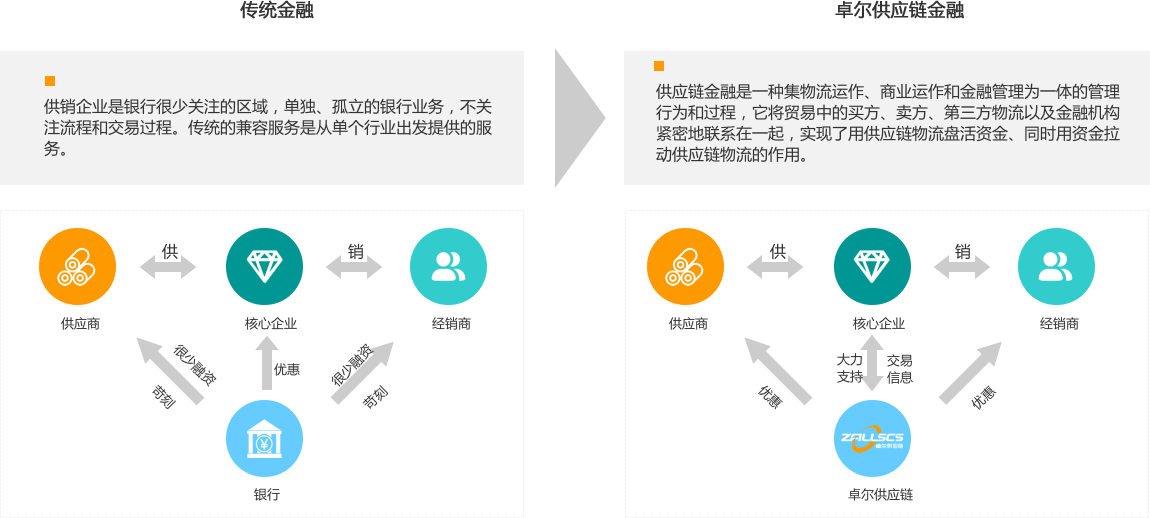 传统金融
供销企业是银行很少关注的区域，单独、孤立的银行业务，不关
注流程和交易过程。传统的兼容服务是从单个行业出发提供的服
务。
供
销
供应商
核心企业
经销商
很少融资
苛刻
优惠
很少融资
苛刻
银行
卓尔供应链金融
供应链金融是一种集物流运作、商业运作和金融管理为一体的管理
行为和过程，它将贸易中的买方、卖方、第三方物流以及金融机构
紧密地联系在一起，实现了用供应链物流盘活资金、同时用资金拉
动供应链物流的作用。
供
销
供应商
核心企业
经销商
优惠
大力
支持
交易
信息
优惠
ZALLSCS
卓尔供应链
卓尔供应链